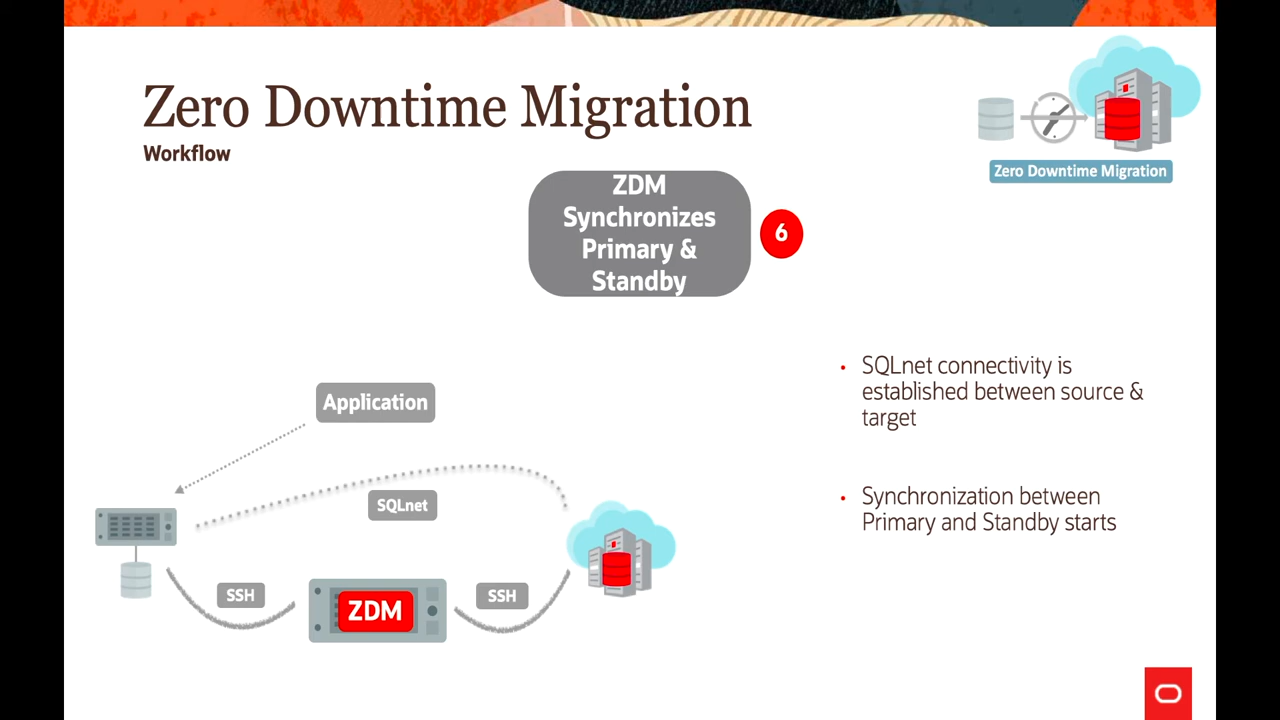 Zero Downtime Migration
Workflow
Zero Downtime Migration
ZDM
Synchronizes
Primary &
Standby
6
• SQLnet connectivity is
established between source &
target
• Synchronization between
Primary and Standby starts
Application
SQLnet
SSH
ZDM
SSH